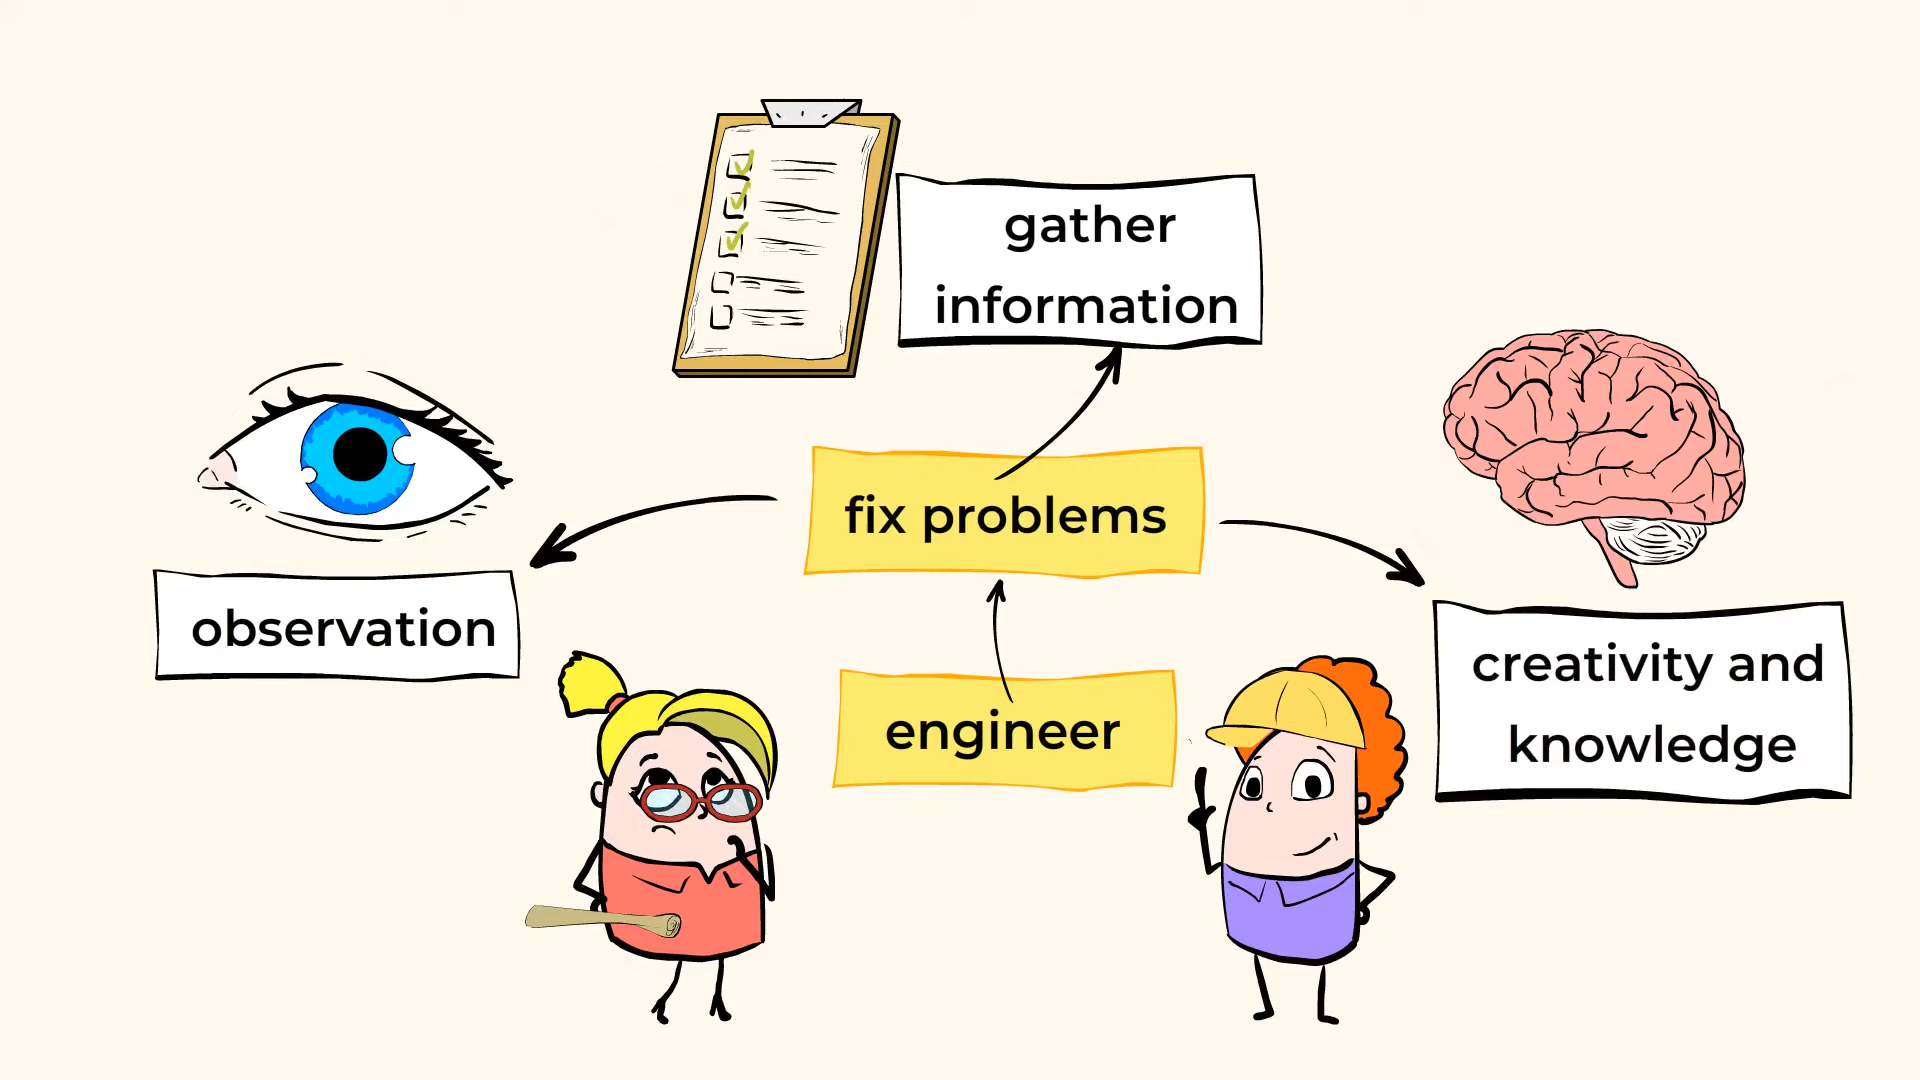 gather
information
fix problems
observation
creativity and
knowledge
engineer